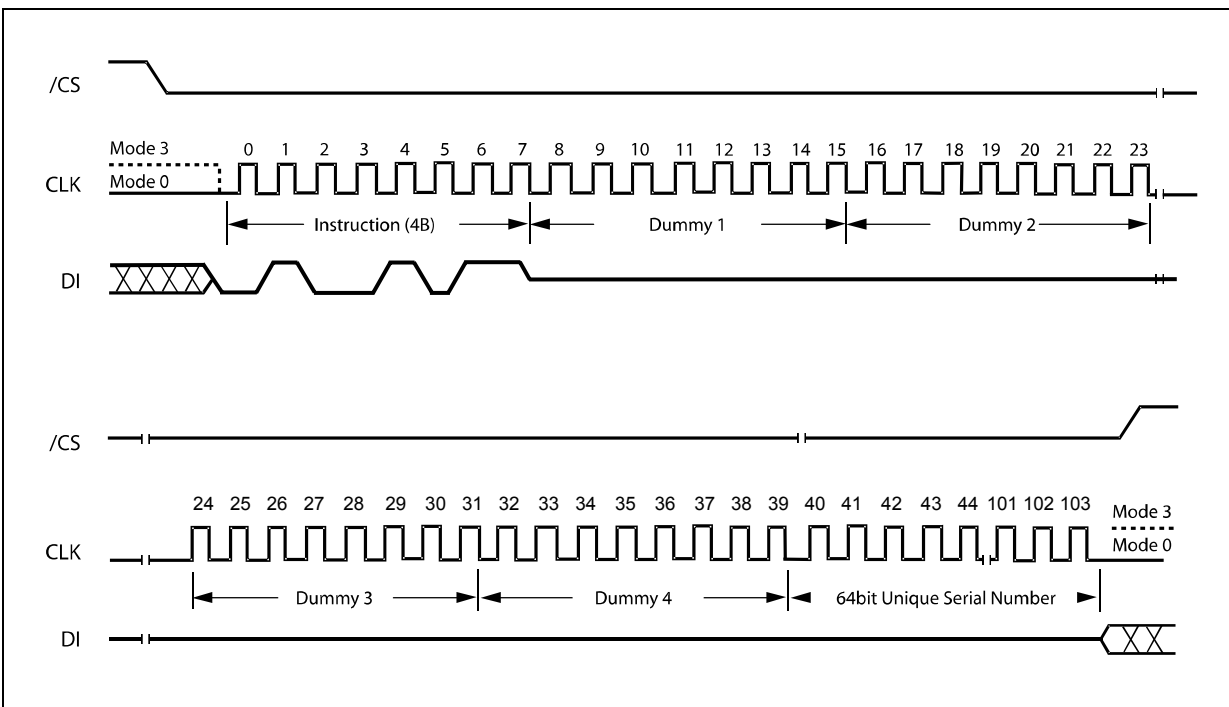 /CS
Mode 3
0 1 2 3 4 5 6 7 8 9 10 11 12 13 14 15 16 17 18 19 20 21 22 23
CLK
Mode 0
Instruction (4B) Dummy 1 Dummy 2
DI
/CS
24 25 26 27 28 29 30 31 32 33 34 35 36 37 38 39 40 41 42 43 44 101 102 103
Mode 3
CLK
Mode 0
Dummy 3 Dummy 4 64bit Unique Serial Number
DI